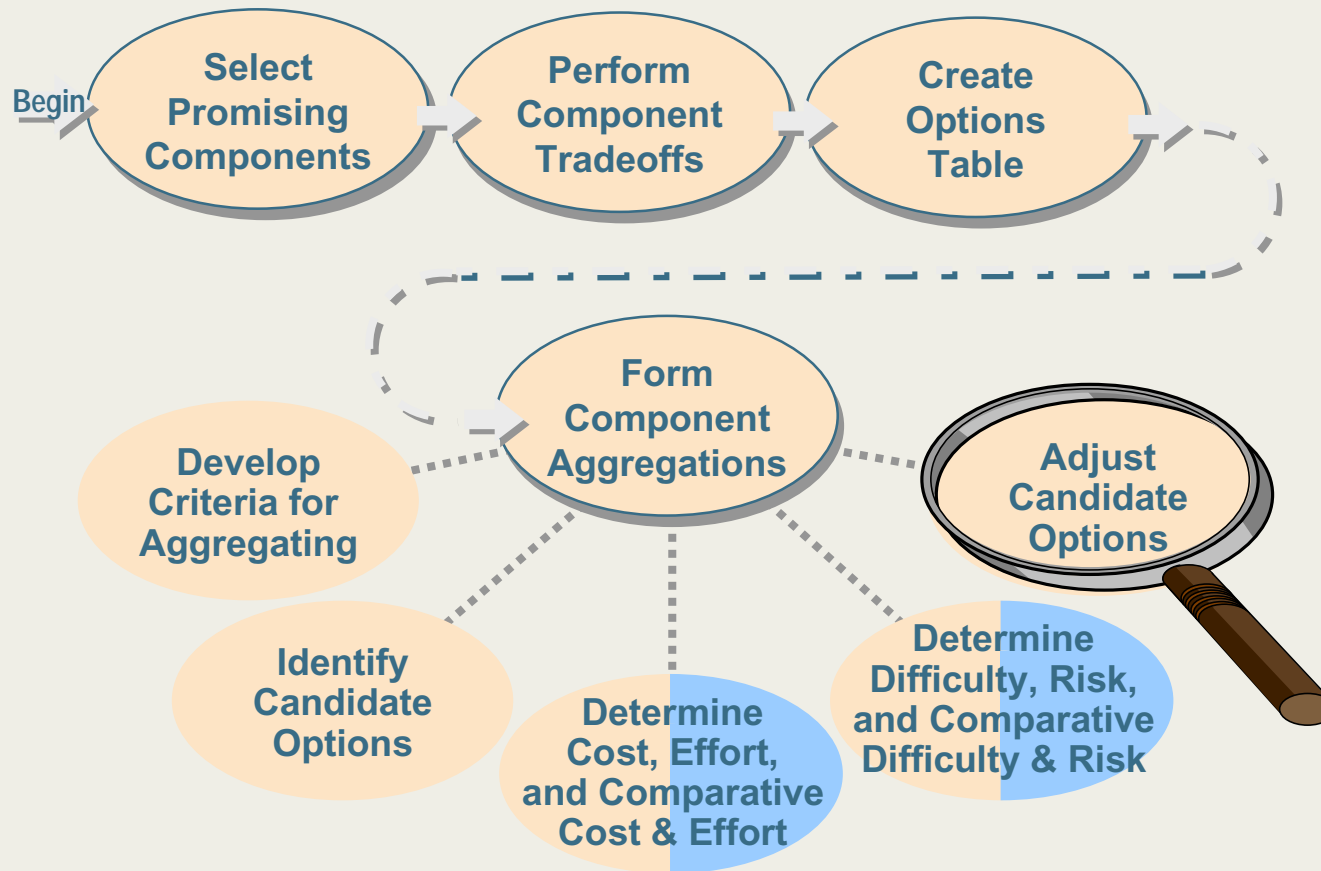 Begin
Select
Promising
Components
Perform
Component
Tradeoffs
Create
Options
Table
Form
Component
Aggregations
Develop
Criteria for
Aggregating
Identify
Candidate
Options
Determine
Cost, Effort,
and Comparative
Cost & Effort
Determine
Difficulty, Risk,
and Comparative
Difficulty & Risk
Adjust
Candidate
Options